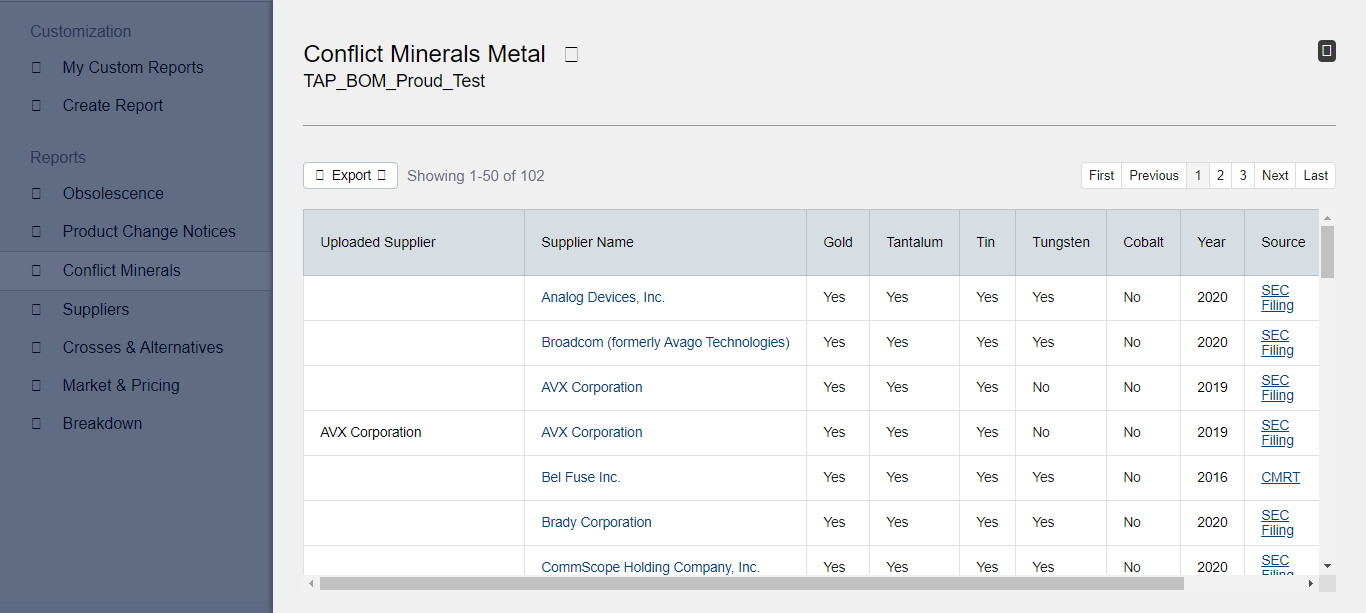 Customization
My Custom Reports
Create Report
Reports
Obsolescence
Product Change Notices
Conflict Minerals
Suppliers
Crosses & Alternatives
Market & Pricing
Breakdown
Conflict Minerals Metal
TAP_BOM_Proud_Test
Export Showing 1-50 of 102 First Previous 1 2 3 Next Last
Uploaded Supplier Supplier Name Gold Tantalum Tin Tungsten Cobalt Year Source
Analog Devices, Inc. Yes Yes Yes Yes No 2020 SEC
Filing
Broadcom (formerly Avago Technologies) Yes Yes Yes Yes No 2020 SEC
Filing
AVX Corporation Yes Yes Yes No No 2019 SEC
Filing
AVX Corporation AVX Corporation Yes Yes Yes No No 2019 SEC
Filing
Bel Fuse Inc. Yes Yes Yes Yes No 2016 CMRT
Brady Corporation Yes Yes Yes Yes No 2020 SEC
Filing
CommScope Holding Company, Inc. Yes Yes Yes Yes No 2020 SEC
Filing